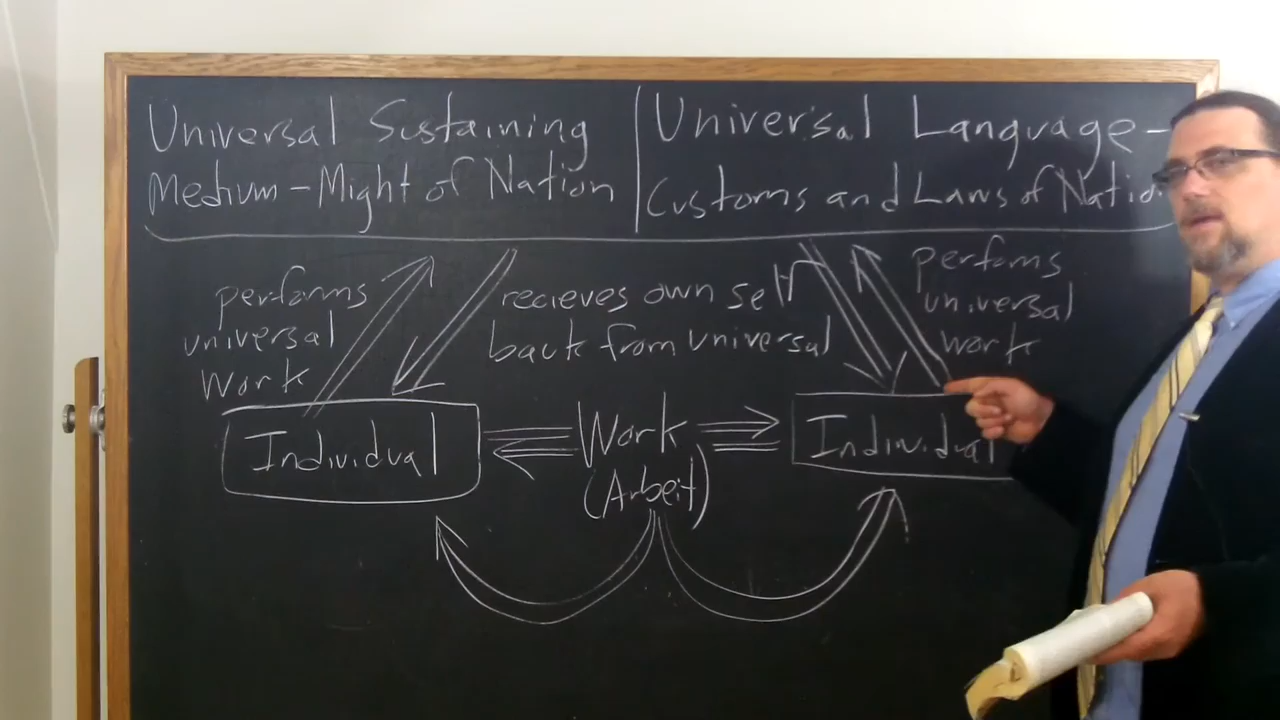 Universal Sustaining
Medium - Might of Nation
Universal Language -
Customs and Laws of Natio
performs
universal
work
recieves own self
back from universal
perfoms
universal
work
Individual
Work
(Arbeit)
Individual